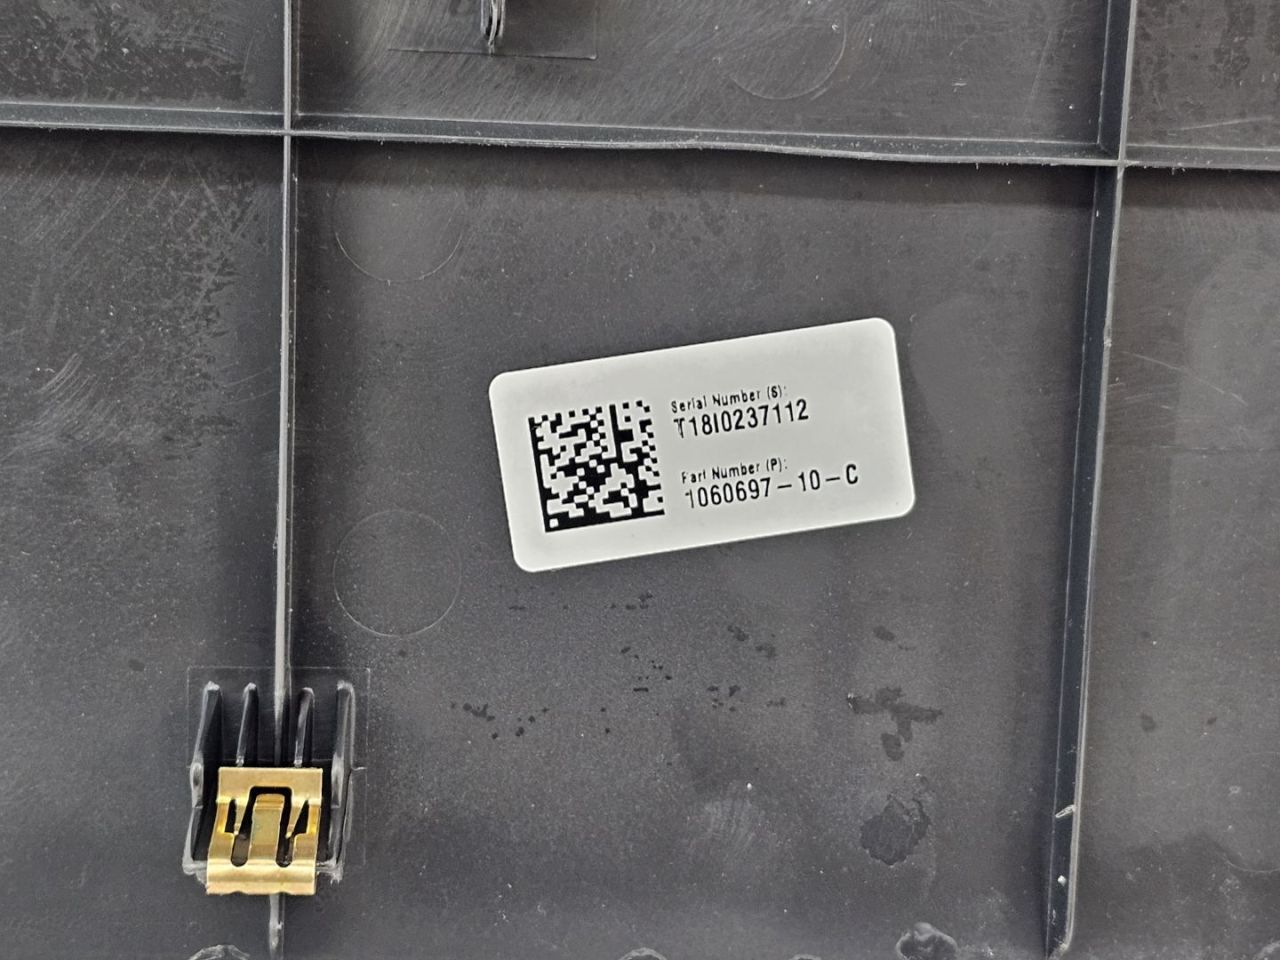 Serial Number (S):
T18I0237112
Part Number (P):
1060697-10-C